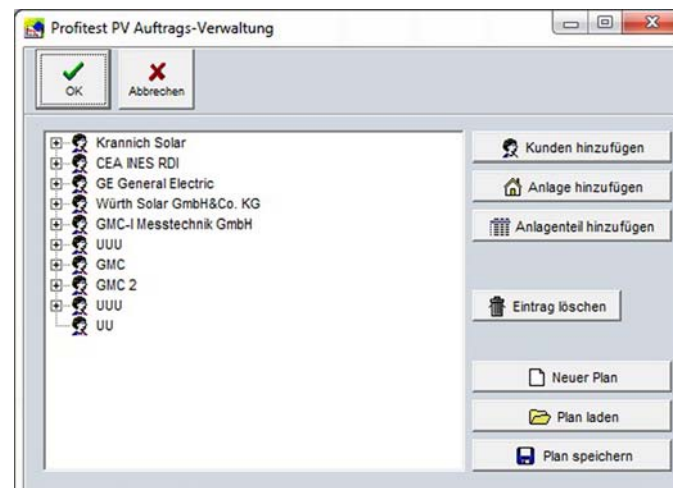 Profitest PV Auftrags-Verwaltung
OK
Abbrechen
Krannich Solar
CEA INES RDI
GE General Electric
Würth Solar GmbH&Co. KG
GMC-I Messtechnik GmbH
UUU
GMC
GMC 2
UUU
UU
Kunden hinzufügen
Anlage hinzufügen
Anlagenteil hinzufügen
Eintrag löschen
Neuer Plan
Plan laden
Plan speichern